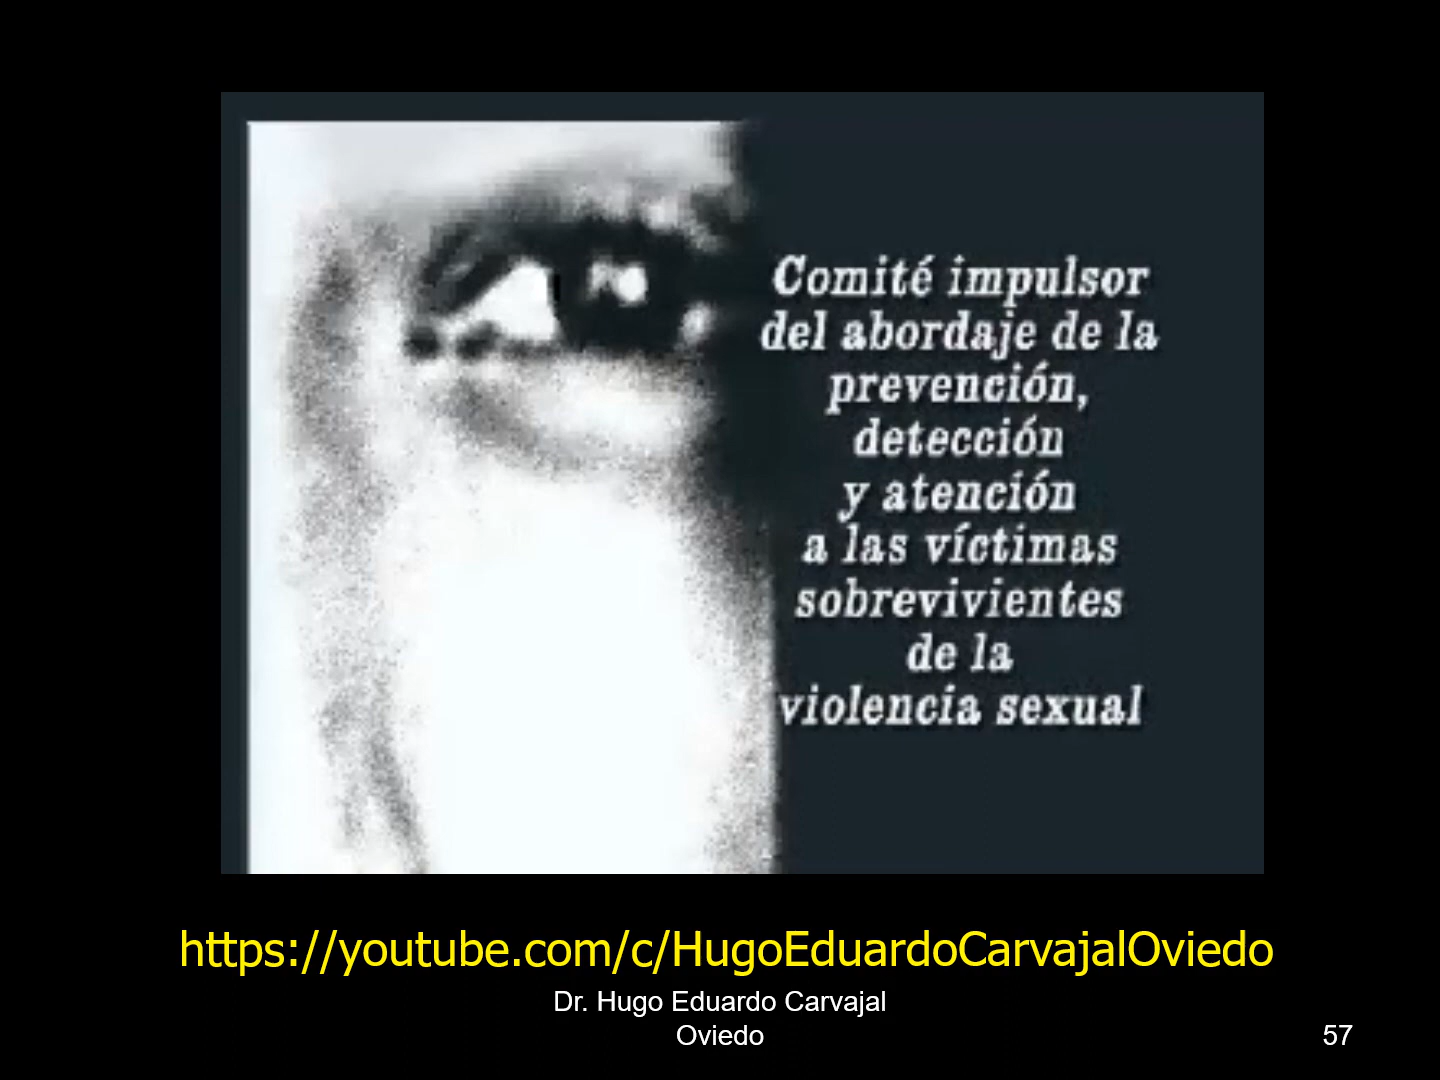 Comité impulsor
del abordaje de la
prevención,
detección
y atención
a las víctimas
sobrevivientes
de la
violencia sexual
https://youtube.com/c/HugoEduardoCarvajalOviedo
Dr. Hugo Eduardo Carvajal
Oviedo
57